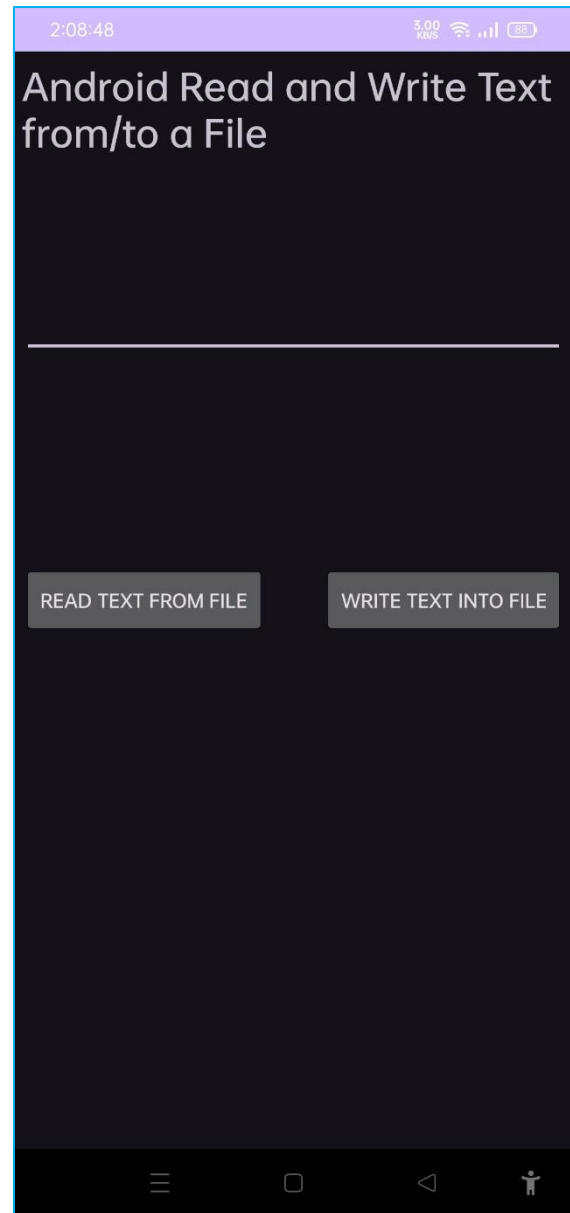 2:08:48
3.00
KB/S
88
Android Read and Write Text
from/to a File
READ TEXT FROM FILE
WRITE TEXT INTO FILE